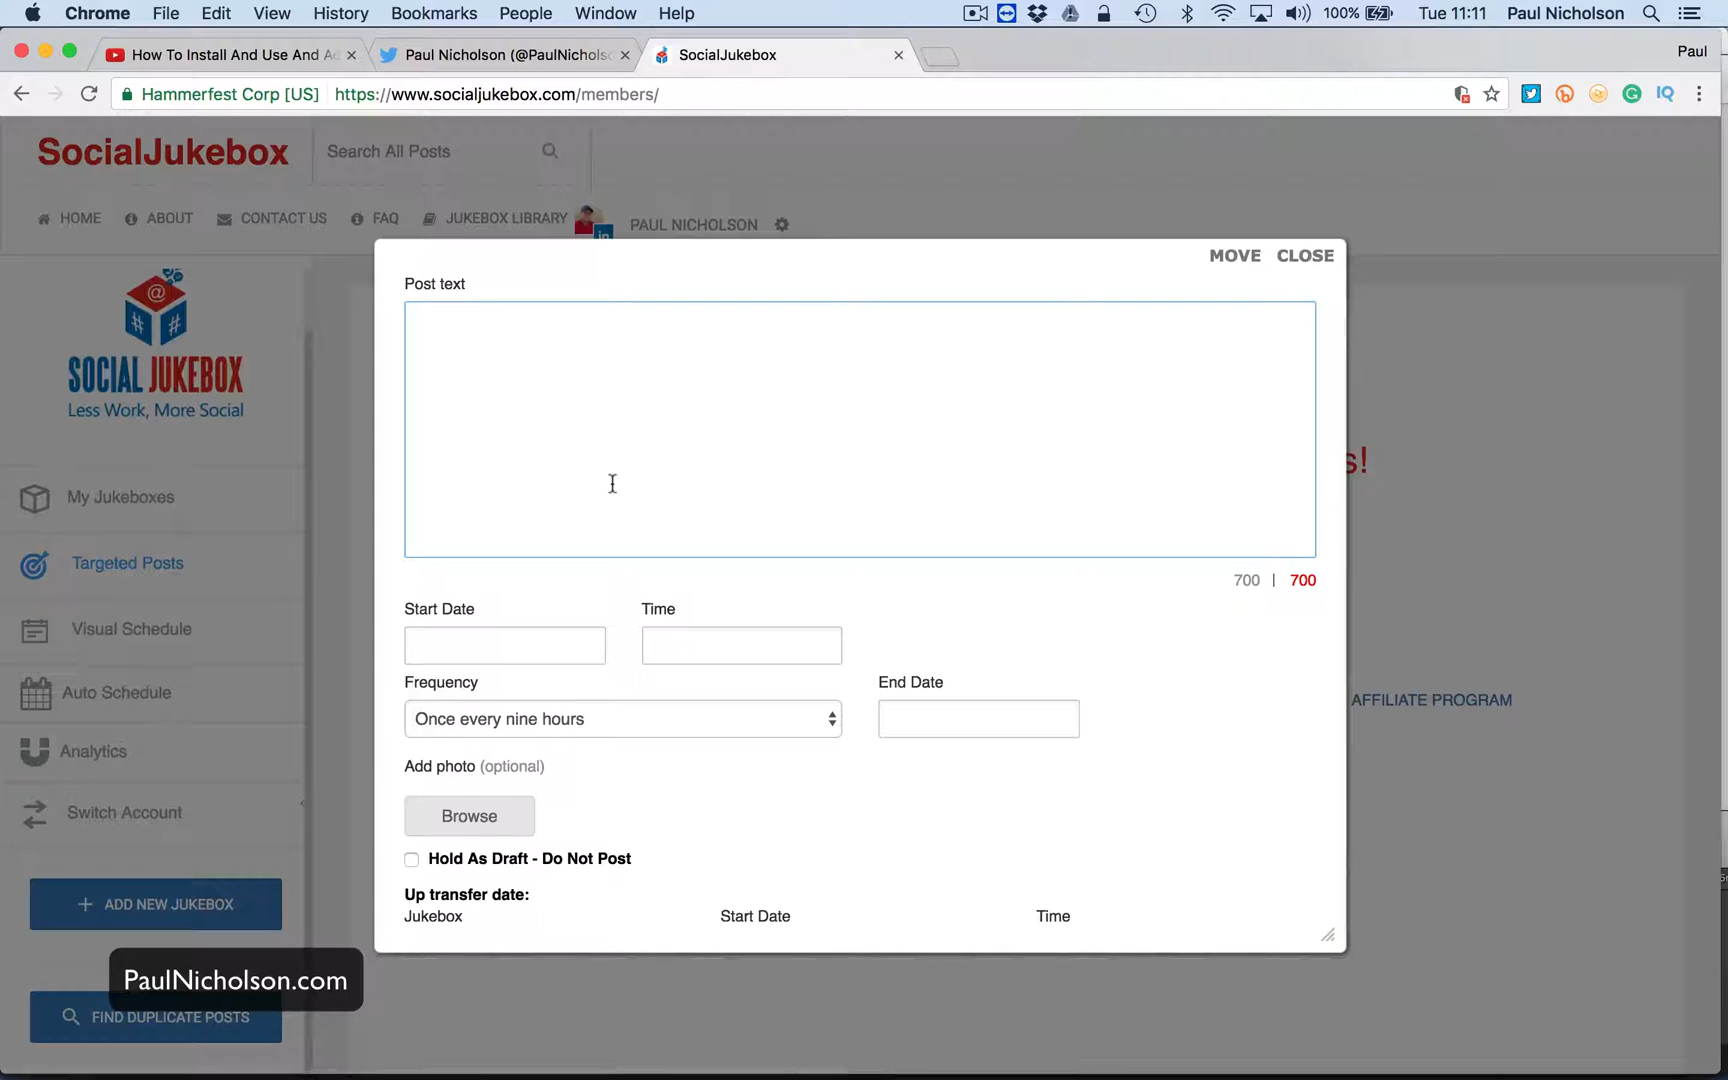 Chrome File Edit View History Bookmarks People Window Help 100% Tue 11:11 Paul Nicholson
How To Install And Use And Ad Paul Nicholson (@PaulNichols SocialJukebox Paul
Hammerfest Corp [US] https://www.socialjukebox.com/members/
SocialJukebox Search All Posts
HOME ABOUT CONTACT US FAQ JUKEBOX LIBRARY in PAUL NICHOLSON
MOVE CLOSE
Post text
@
# #
SOCIAL JUKEBOX
Less Work, More Social
s!
My Jukeboxes
Targeted Posts
700 | 700
Start Date Time
Visual Schedule
Frequency End Date
Auto Schedule
AFFILIATE PROGRAM
Once every nine hours
Analytics
Add photo (optional)
Switch Account
Browse
Hold As Draft - Do Not Post
Up transfer date:
ADD NEW JUKEBOX
Jukebox Start Date Time
PaulNicholson.com
FIND DUPLICATE POSTS